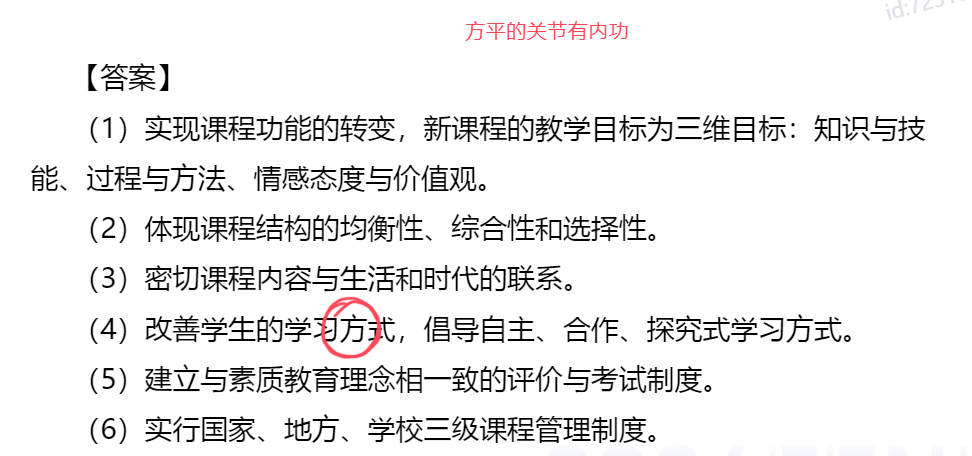 方平的关节有内功
【答案】
（1）实现课程功能的转变，新课程的教学目标为三维目标：知识与技
能、过程与方法、情感态度与价值观。
（2）体现课程结构的均衡性、综合性和选择性。
（3）密切课程内容与生活和时代的联系。
（4）改善学生的学习方式，倡导自主、合作、探究式学习方式。
（5）建立与素质教育理念相一致的评价与考试制度。
（6）实行国家、地方、学校三级课程管理制度。